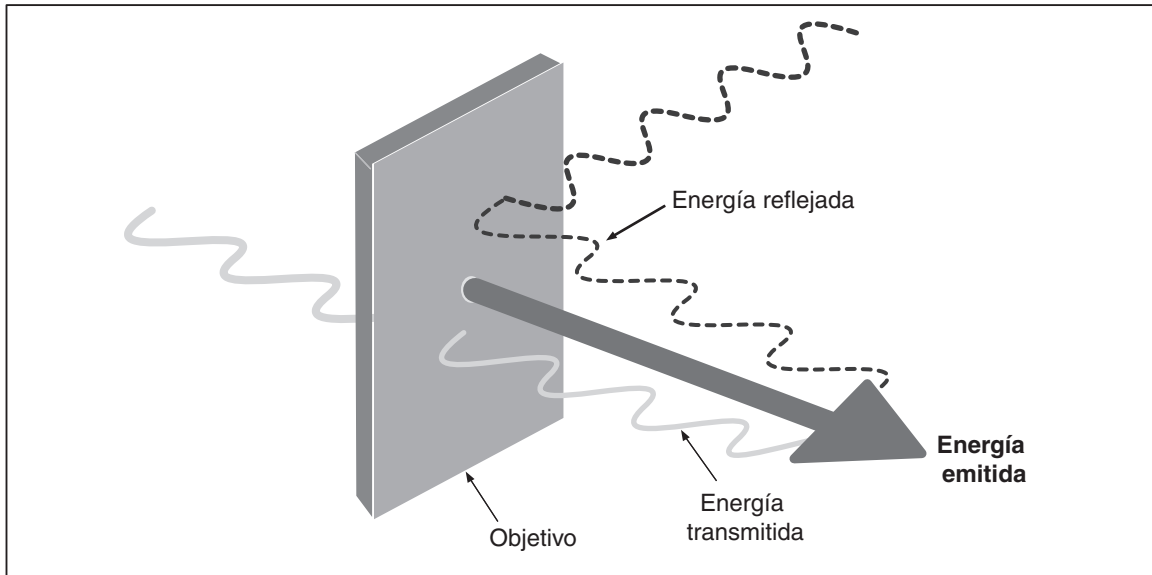 Energía reflejada
Energía
emitida
Energía
transmitida
Objetivo